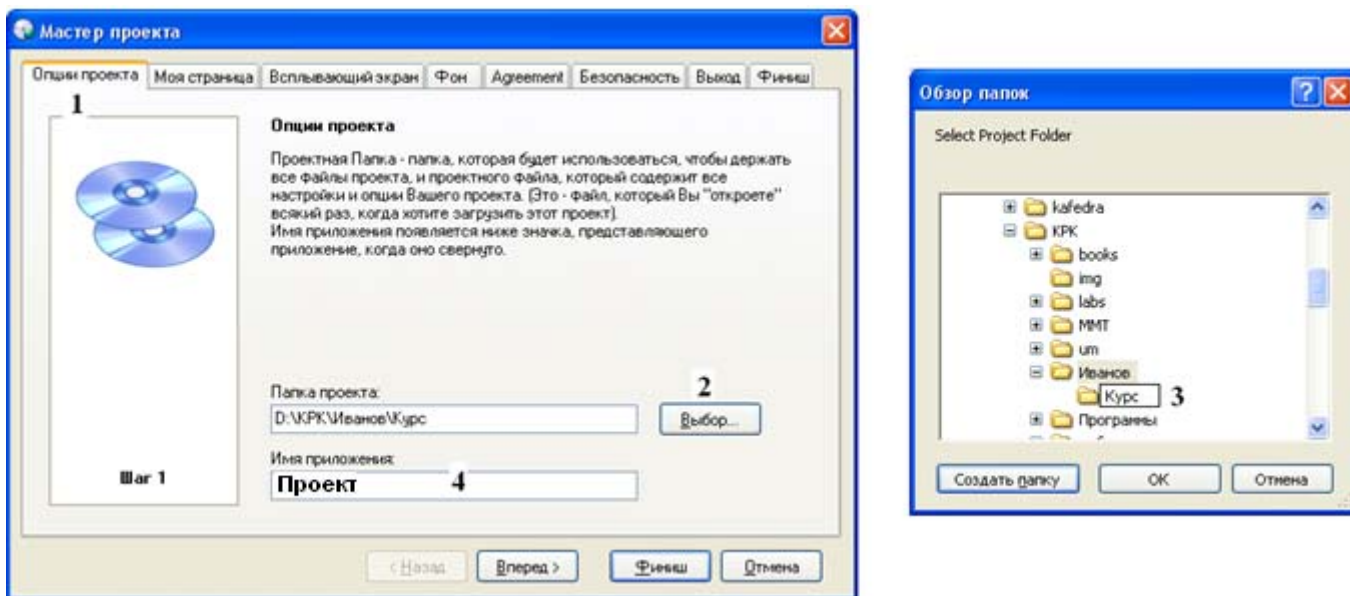 Мастер проекта
Опции проекта Моя страница Всплывающий экран Фон Agreement Безопасность Выход Финиш
1
Опции проекта
Проектная Папка - папка, которая будет использоваться, чтобы держать
все файлы проекта, и проектного файла, который содержит все
настройки и опции Вашего проекта. (Это - файл, который Вы "откроете"
всякий раз, когда хотите загрузить этот проект).
Имя приложения появляется ниже значка, представляющего
приложение, когда оно свернуто.
Папка проекта:
2
D:\КРК\Иванов\Курс
Выбор...
Имя приложения:
Проект 4
Шаг 1
< Назад
Вперед >
Финиш
Отмена
Обзор папок
Select Project Folder
kafedra
КРК
books
img
labs
MMT
um
Иванов
Курс 3
Программы
Создать папку
OK
Отмена